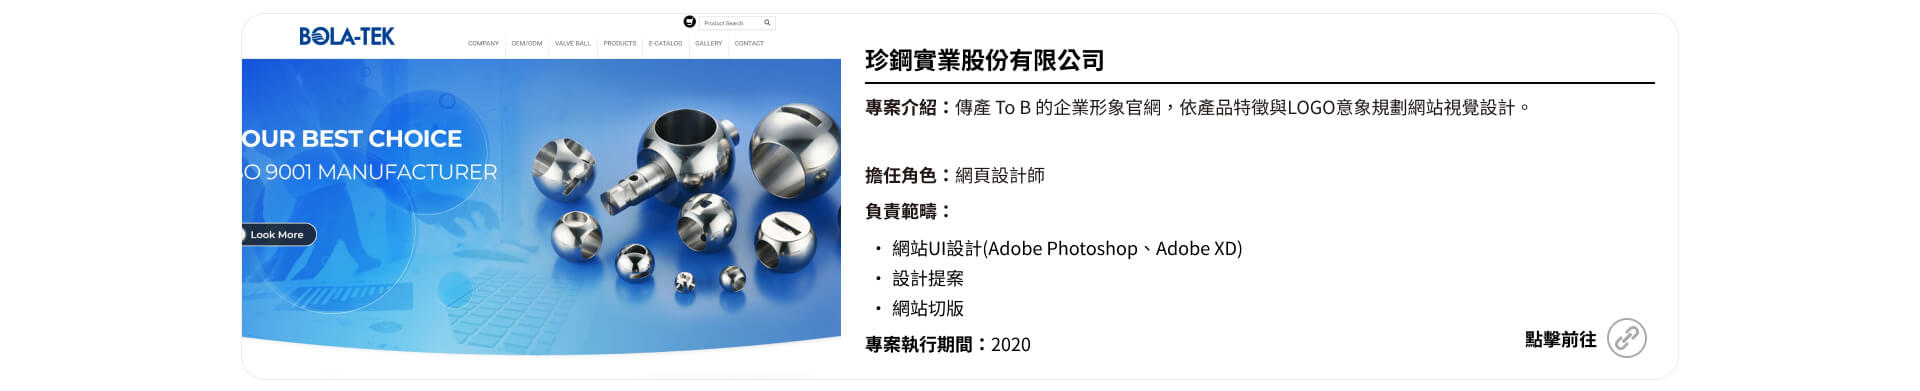 BOLA-TEK
Product Search
COMPANY OEM/ODM VALVE BALL PRODUCTS E-CATALOG GALLERY CONTACT
OUR BEST CHOICE
SO 9001 MANUFACTURER
Look More
珍鋼實業股份有限公司
專案介紹：傳產 To B 的企業形象官網，依產品特徵與LOGO意象規劃網站視覺設計。
擔任角色：網頁設計師
負責範疇：
・ 網站UI設計(Adobe Photoshop、Adobe XD)
・ 設計提案
・ 網站切版
專案執行期間：2020
點擊前往